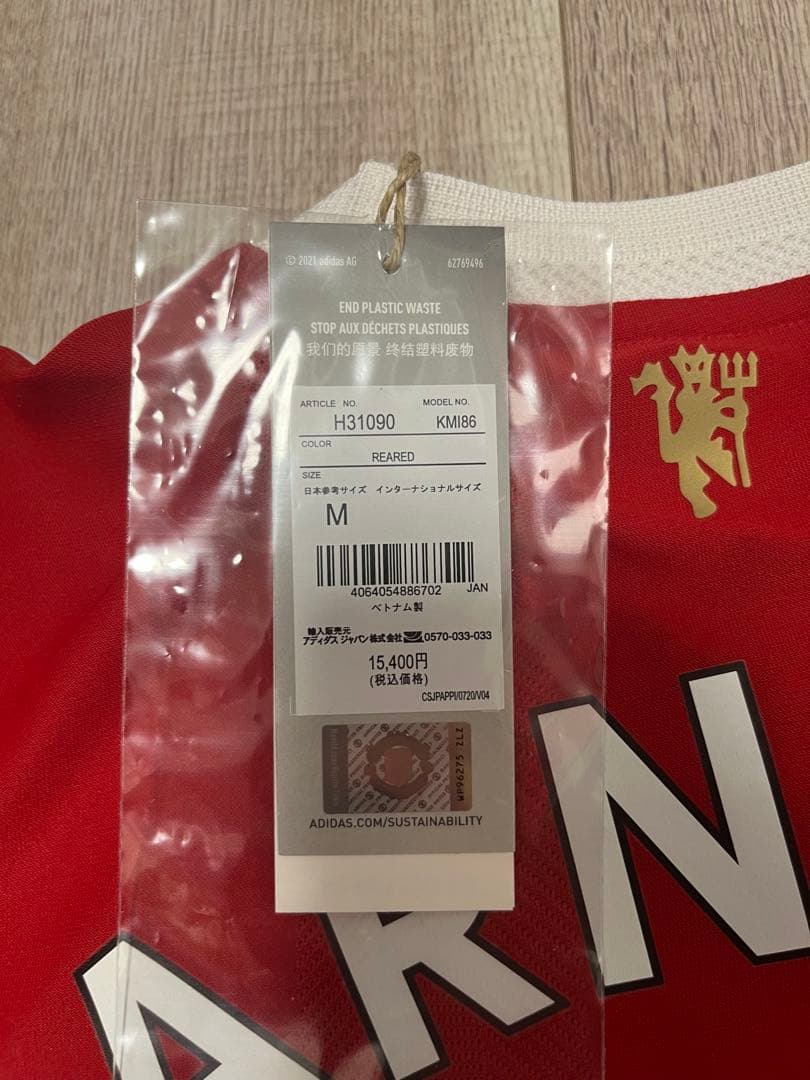 © 2021 adidas AG 62769496
END PLASTIC WASTE
STOP AUX DÉCHETS PLASTIQUES
我们的愿景 终结塑料废物
ARTICLE NO. MODEL NO.
H31090 KMI86
COLOR
REARED
SIZE
日本参考サイズ インターナショナルサイズ
M
4064054886702 JAN
ベトナム製
輸入販売元
アディダス ジャパン株式会社 0570-033-033
15,400円
(税込価格)
CSJPAPPI/0720/V04
WP96275 ZLZ
ADIDAS.COM/SUSTAINABILITY
ARN